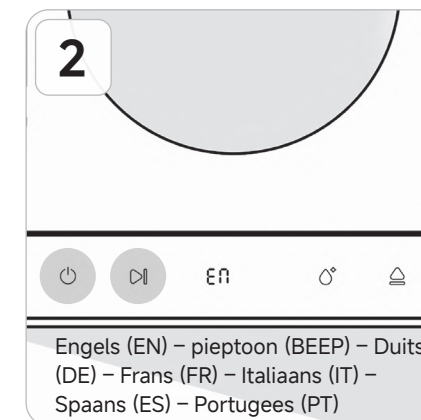 2
EN
Engels (EN) – pieptoon (BEEP) – Duits
(DE) – Frans (FR) – Italiaans (IT) –
Spaans (ES) – Portugees (PT)